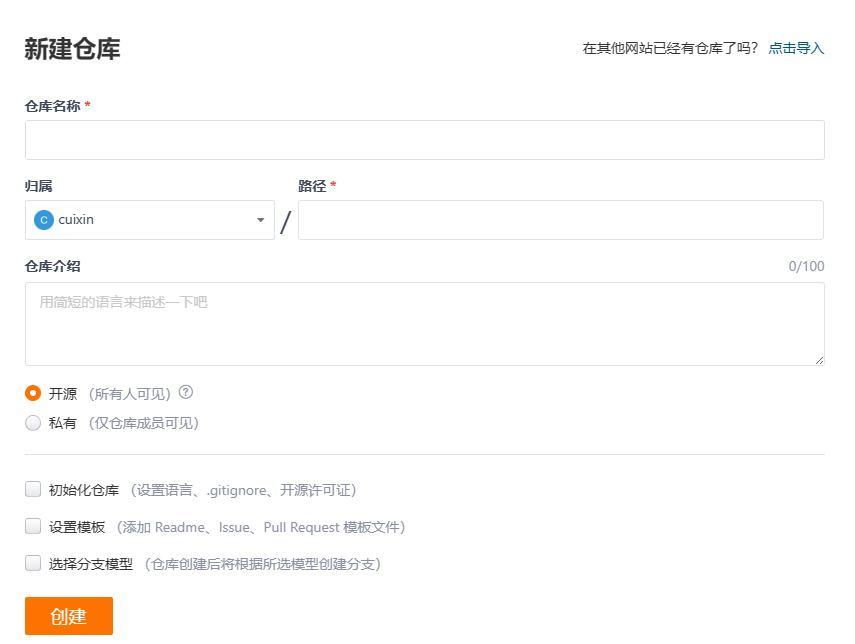 新建仓库
在其他网站已经有仓库了吗? 点击导入
仓库名称 *
归属
路径 *
C cuixin
/
仓库介绍
0/100
用简短的语言来描述一下吧
开源 (所有人可见) ?
私有 (仅仓库成员可见)
初始化仓库 (设置语言、.gitignore、开源许可证)
设置模板 (添加 Readme、Issue、Pull Request 模板文件)
选择分支模型 (仓库创建后将根据所选模型创建分支)
创建